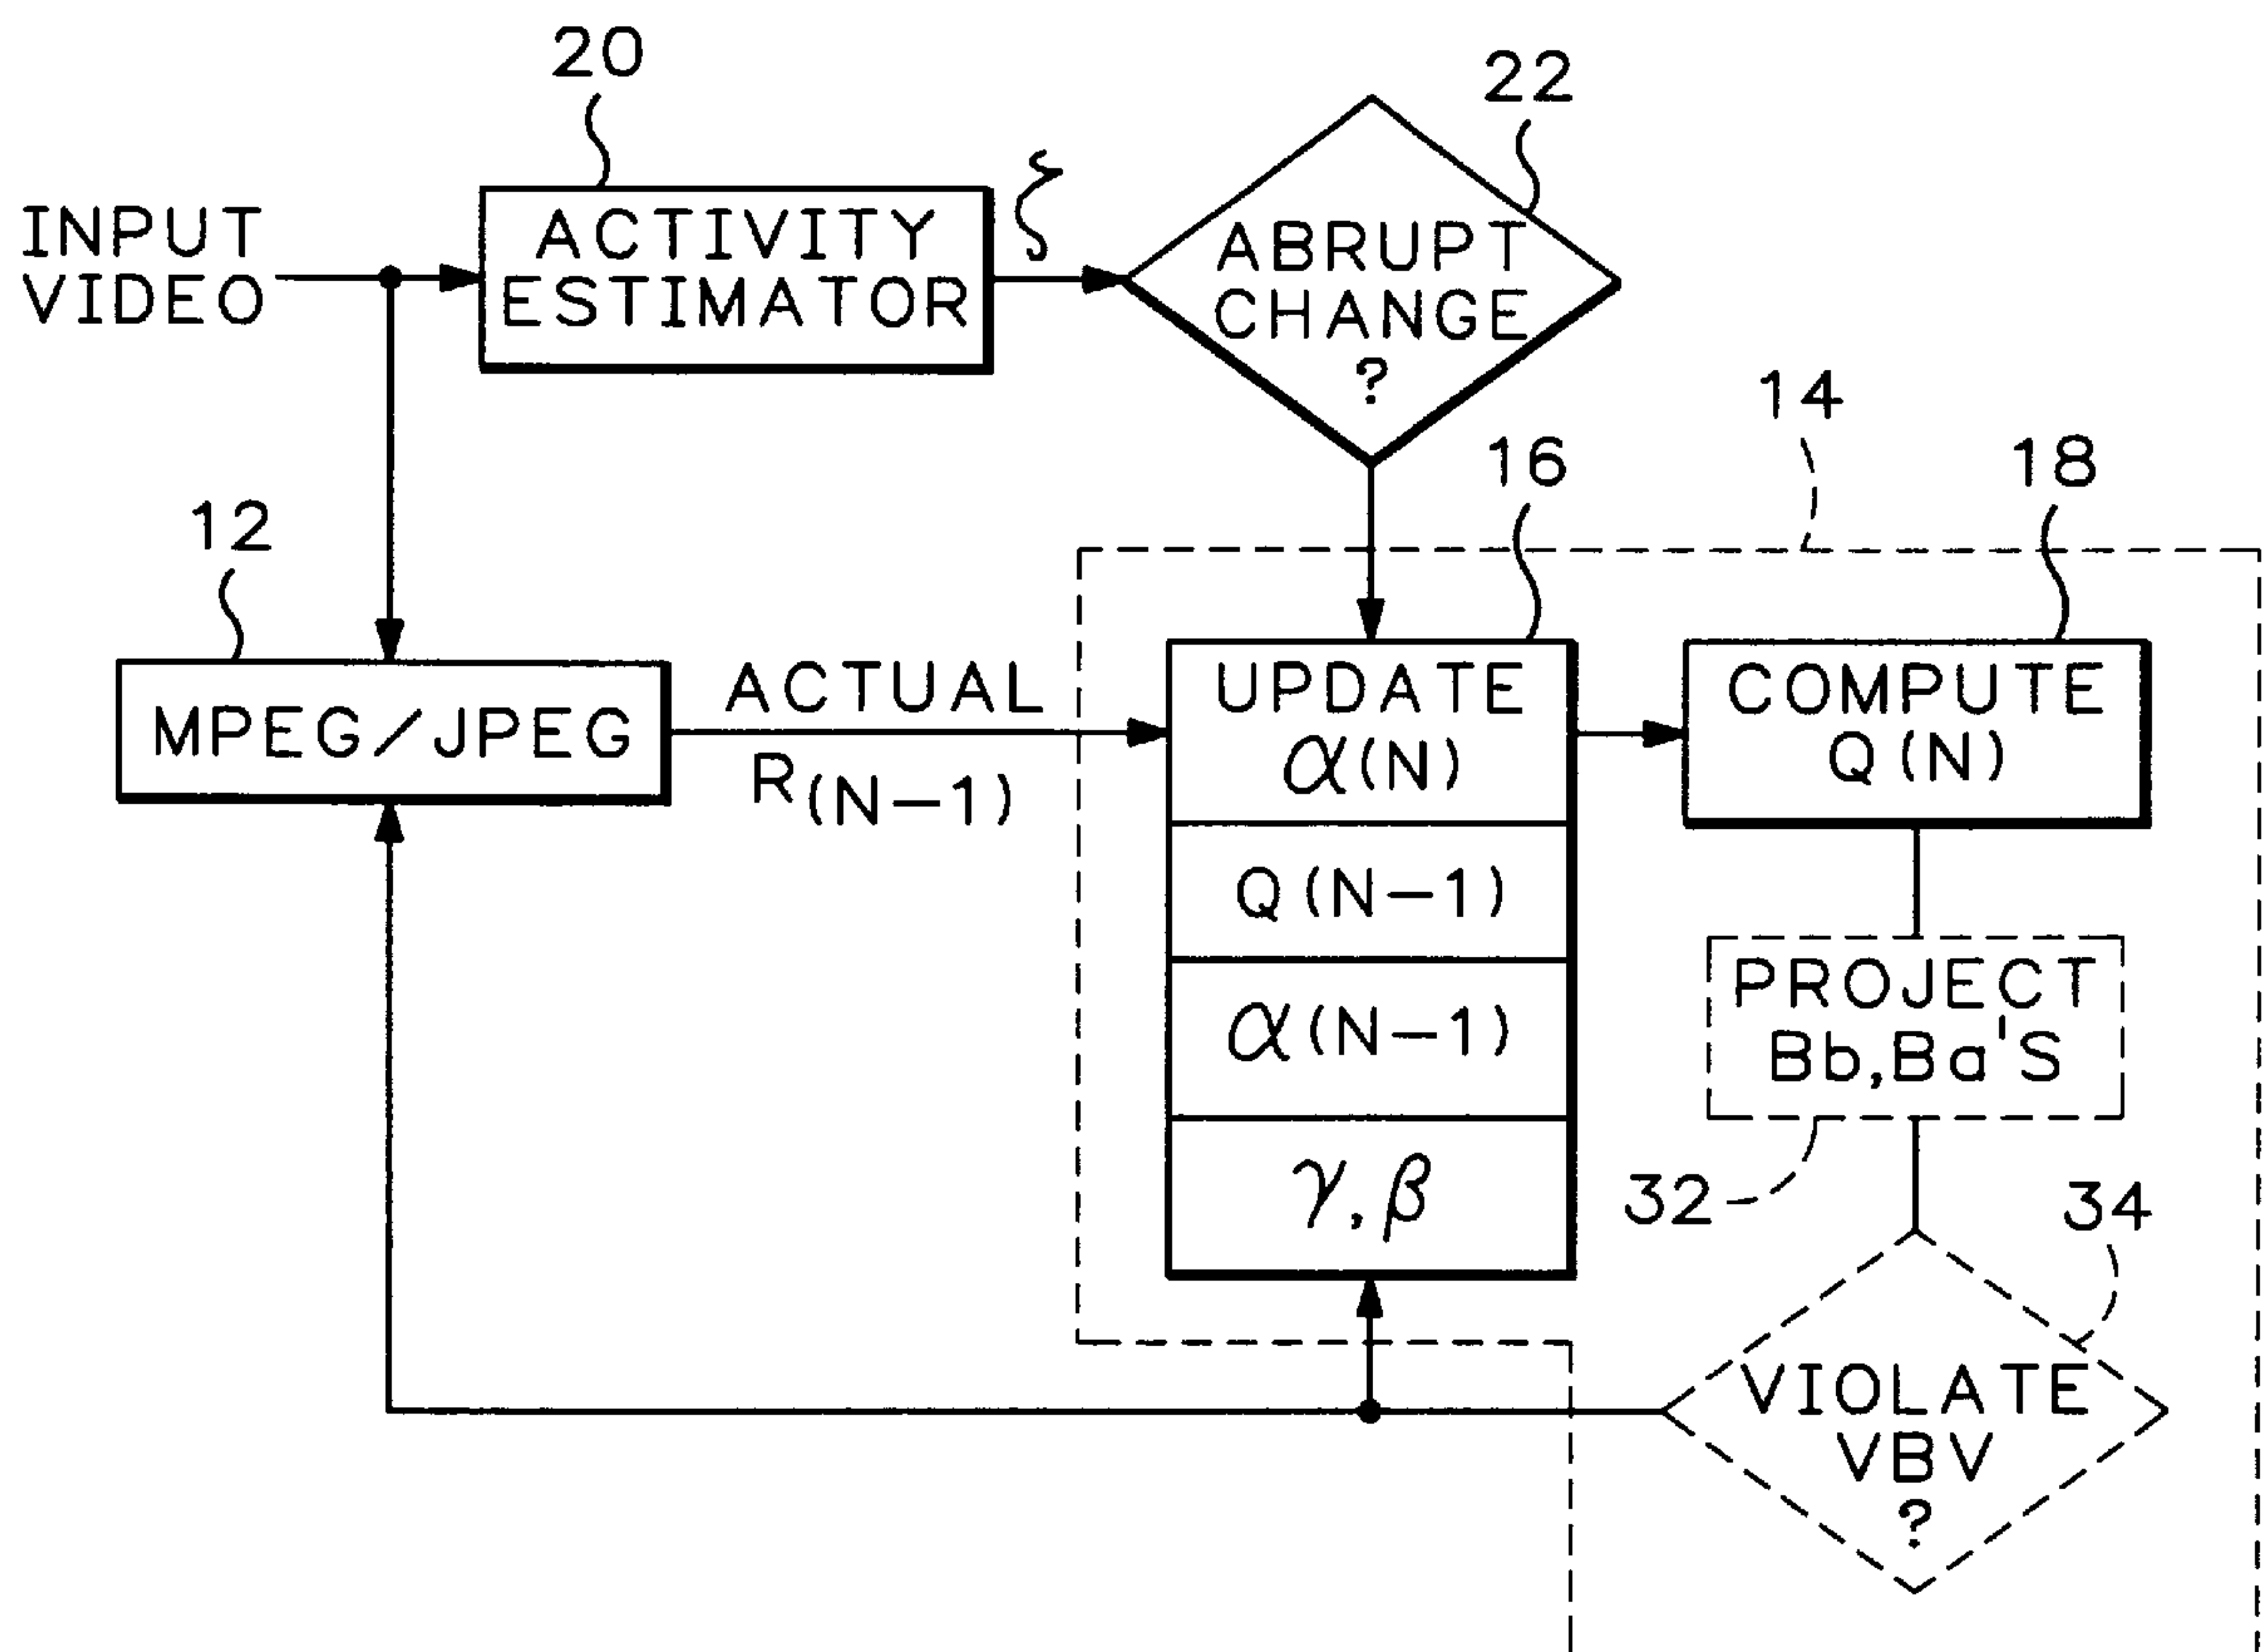 20
22
INPUT
VIDEO
ACTIVITY
ESTIMATOR
ABRUPT
CHANGE
?
14
16
18
12
MPEG/JPEG
ACTUAL
R(N-1)
UPDATE
α(N)
COMPUTE
Q(N)
Q(N-1)
α(N-1)
γ, β
PROJECT
Bb,Ba'S
32
34
VIOLATE
VBV
?